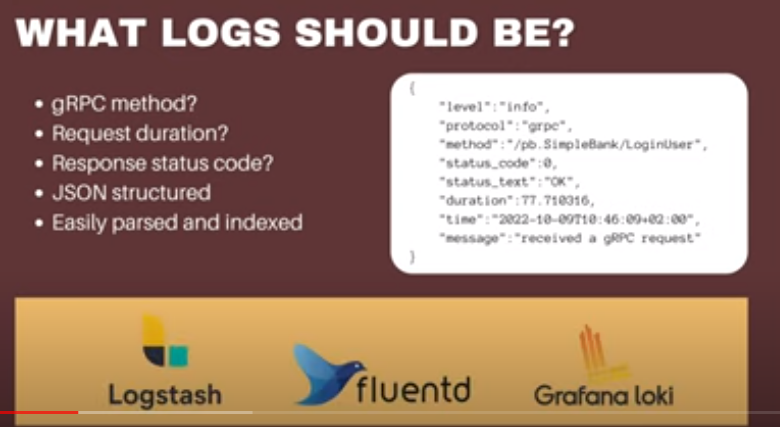 WHAT LOGS SHOULD BE?
• gRPC method?
• Request duration?
• Response status code?
• JSON structured
• Easily parsed and indexed
{
"level":"info",
"protocol":"grpc",
"method":"/pb.SimpleBank/LoginUser",
"status_code":0,
"status_text":"OK",
"duration":77.710316,
"time":"2022-10-09T10:46:09+02:00",
"message":"received a gRPC request"
}
Logstash
fluentd
Grafana loki